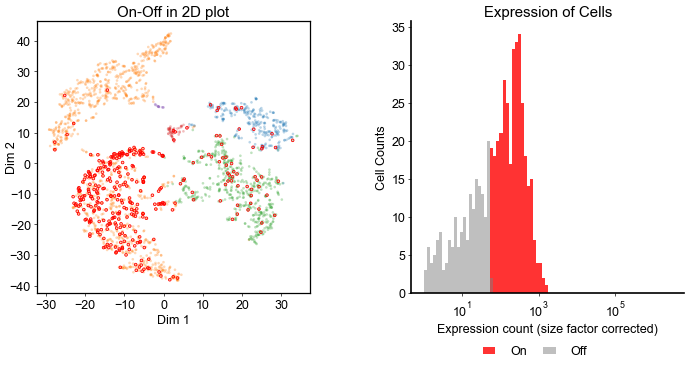 On-Off in 2D plot
40
30
20
10
0
−10
−20
−30
−40
Dim 2
−30 −20 −10 0 10 20 30
Dim 1
Expression of Cells
35
30
25
20
15
10
5
0
Cell Counts
10¹ 10³ 10⁵
Expression count (size factor corrected)
On Off